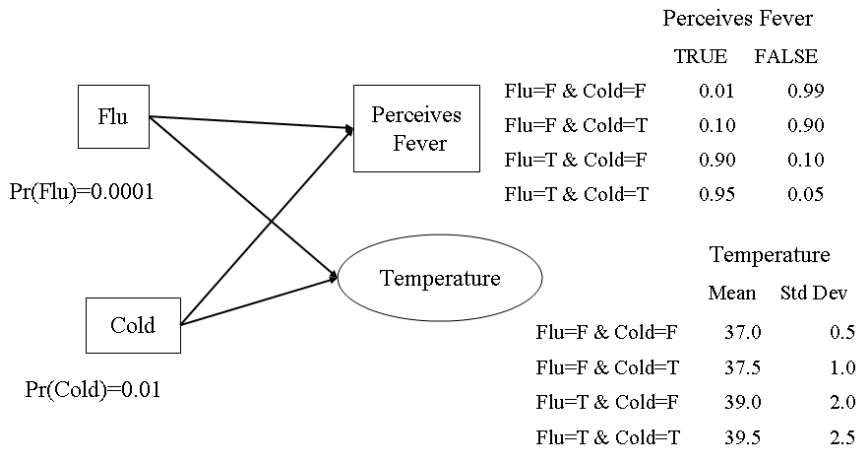 Flu
Pr(Flu)=0.0001
Cold
Pr(Cold)=0.01
Perceives
Fever
Temperature
Perceives Fever
TRUE FALSE
Flu=F & Cold=F 0.01 0.99
Flu=F & Cold=T 0.10 0.90
Flu=T & Cold=F 0.90 0.10
Flu=T & Cold=T 0.95 0.05
Temperature
Mean Std Dev
Flu=F & Cold=F 37.0 0.5
Flu=F & Cold=T 37.5 1.0
Flu=T & Cold=F 39.0 2.0
Flu=T & Cold=T 39.5 2.5